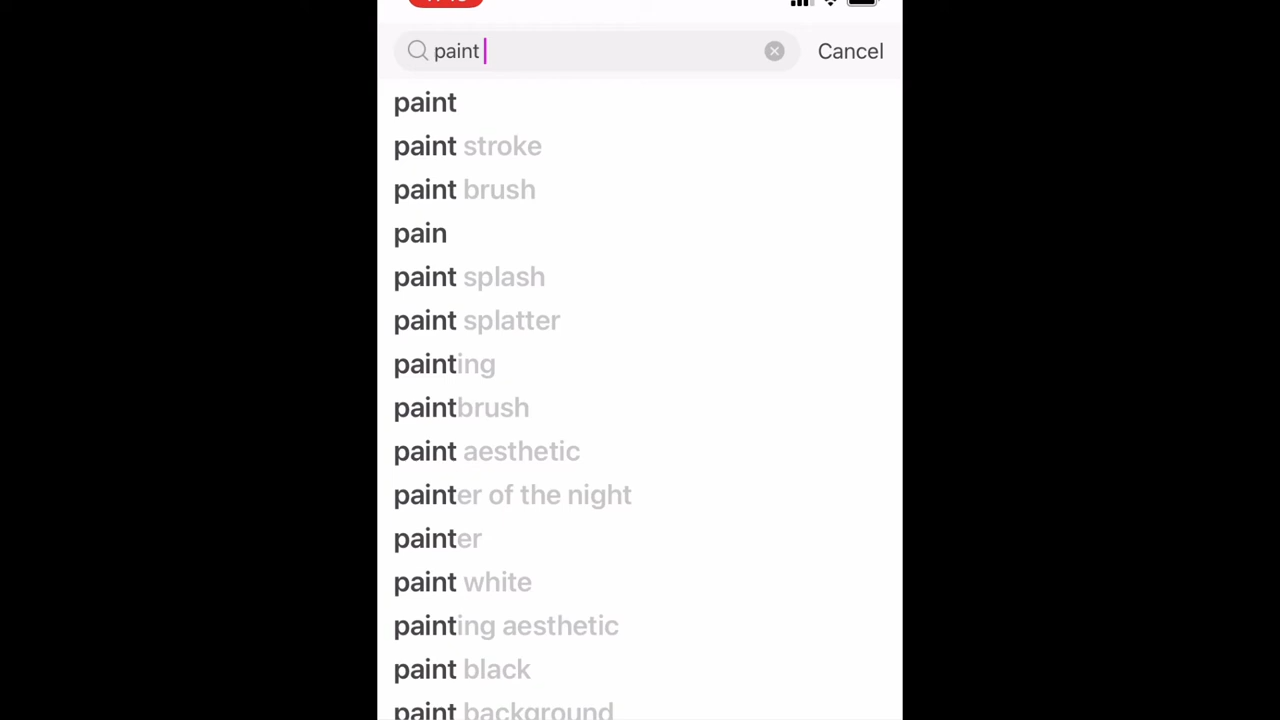 paint
Cancel
paint
paint stroke
paint brush
pain
paint splash
paint splatter
painting
paintbrush
paint aesthetic
painter of the night
painter
paint white
painting aesthetic
paint black
paint background